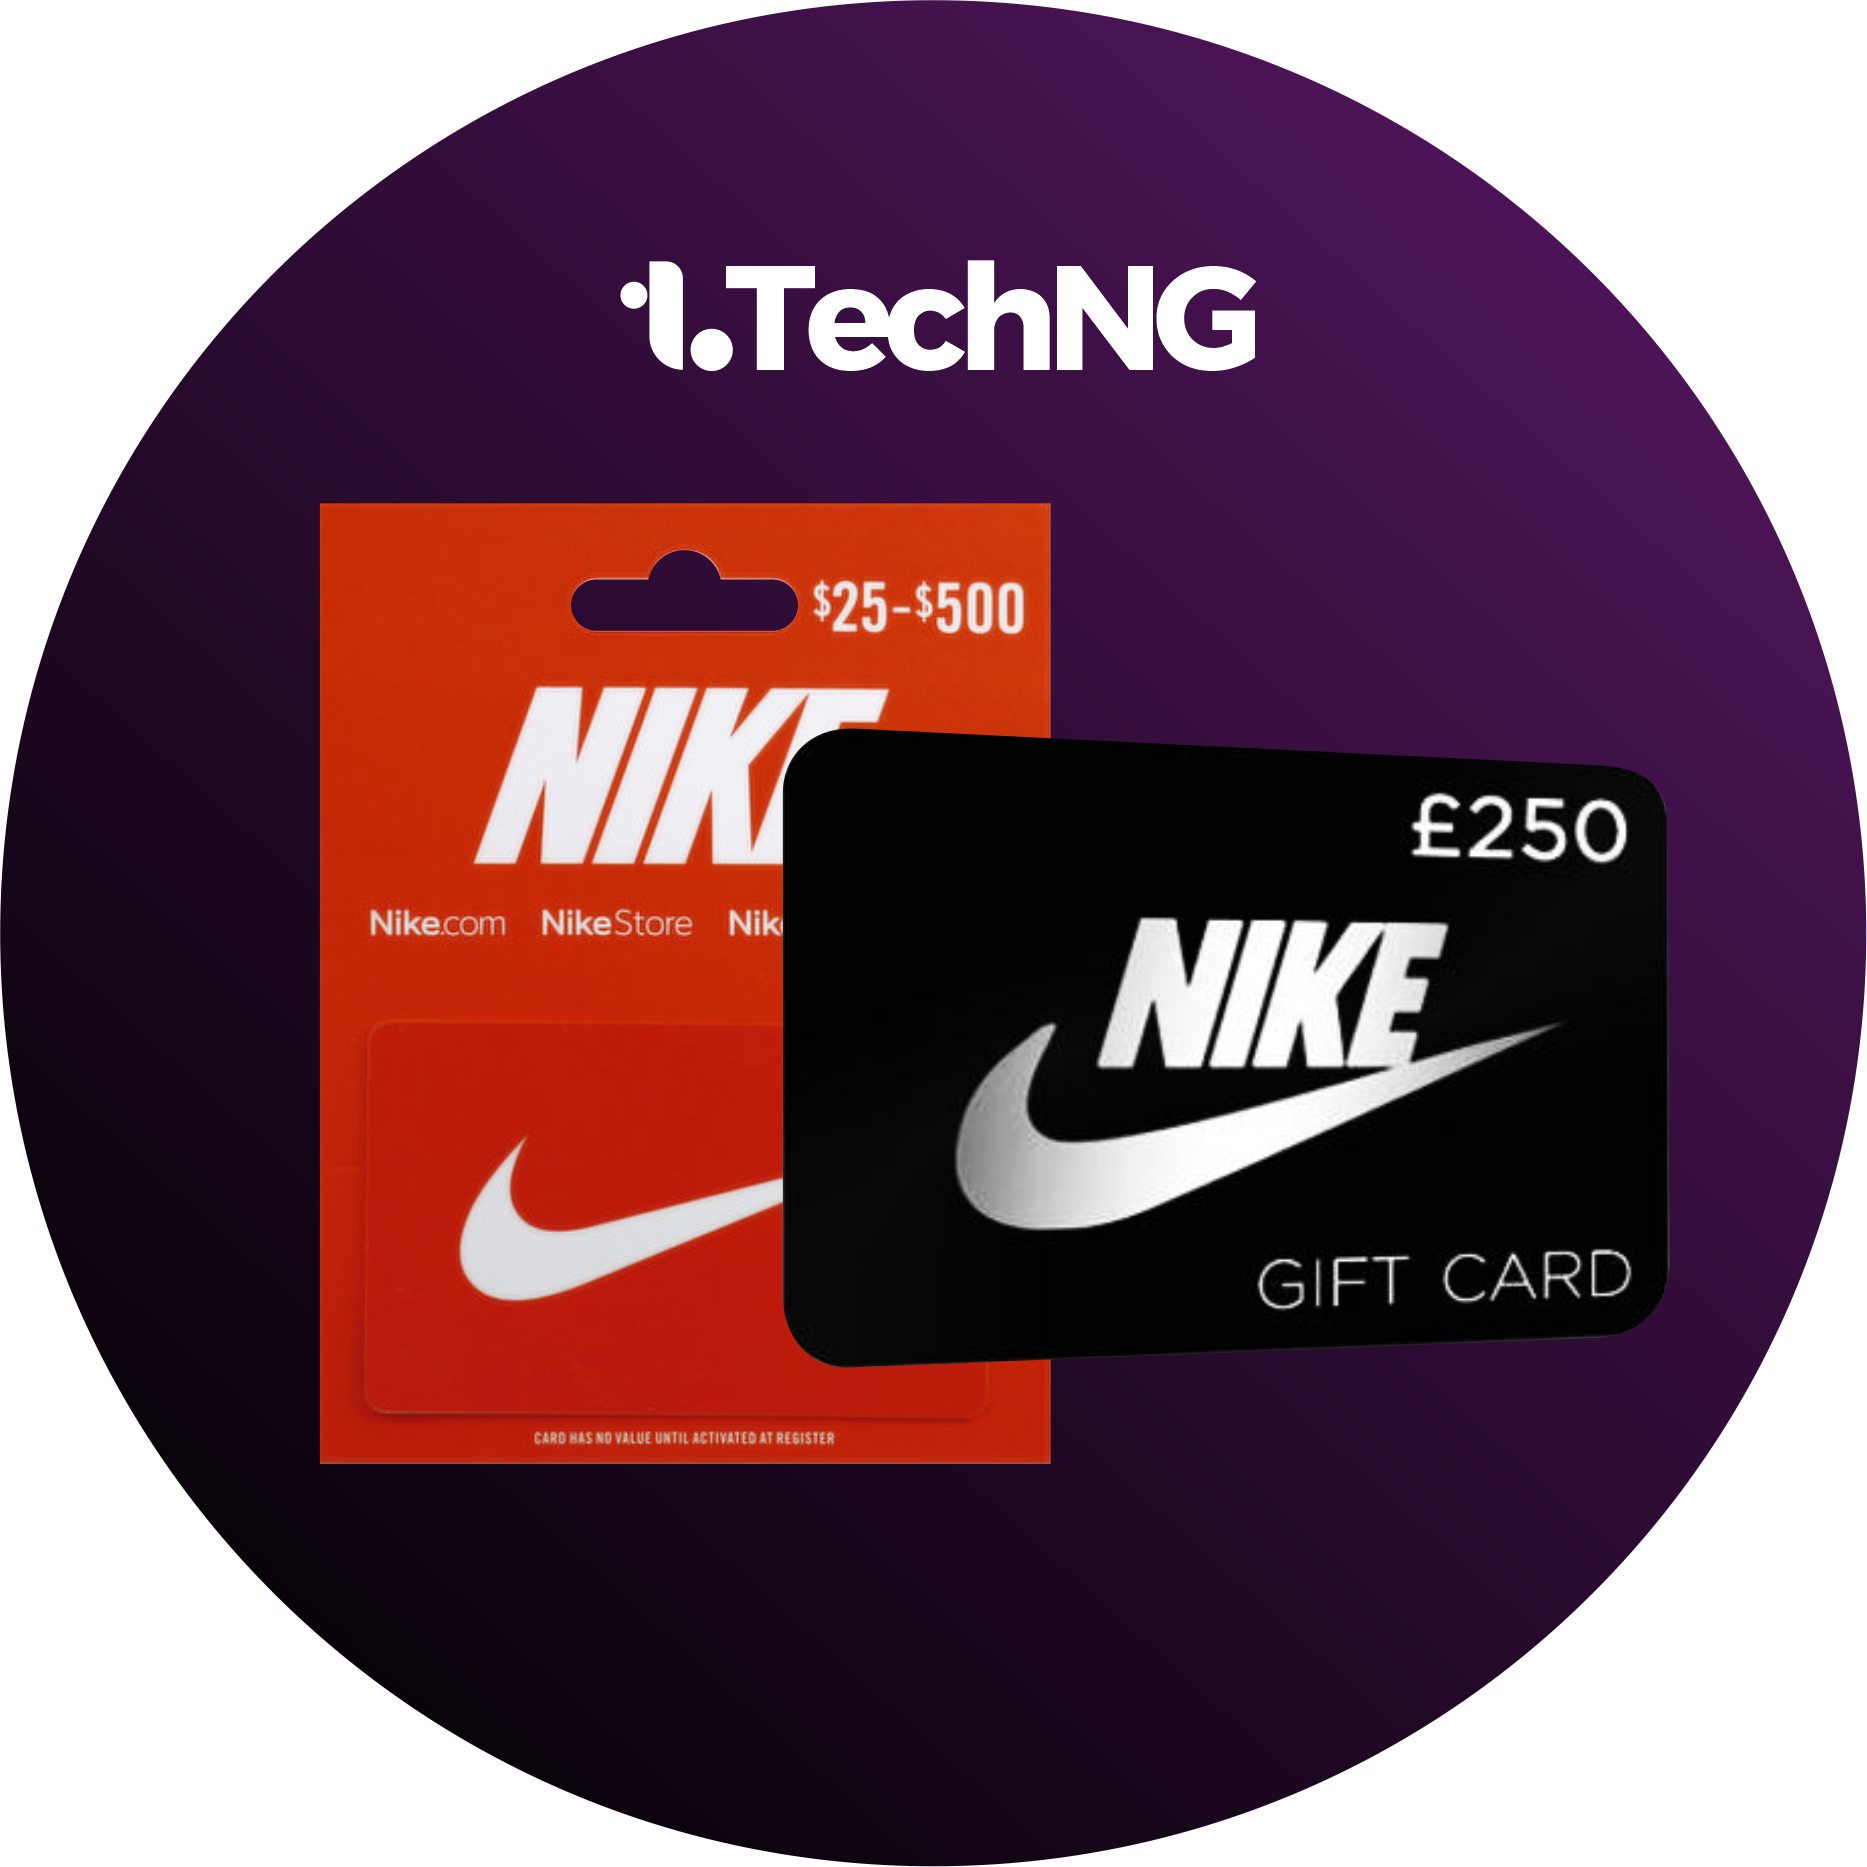 1.TechNG
$25-$500
NIKE
Nike.com NikeStore
£250
NIKE
GIFT CARD
CARD HAS NO VALUE UNTIL ACTIVATED AT REGISTER